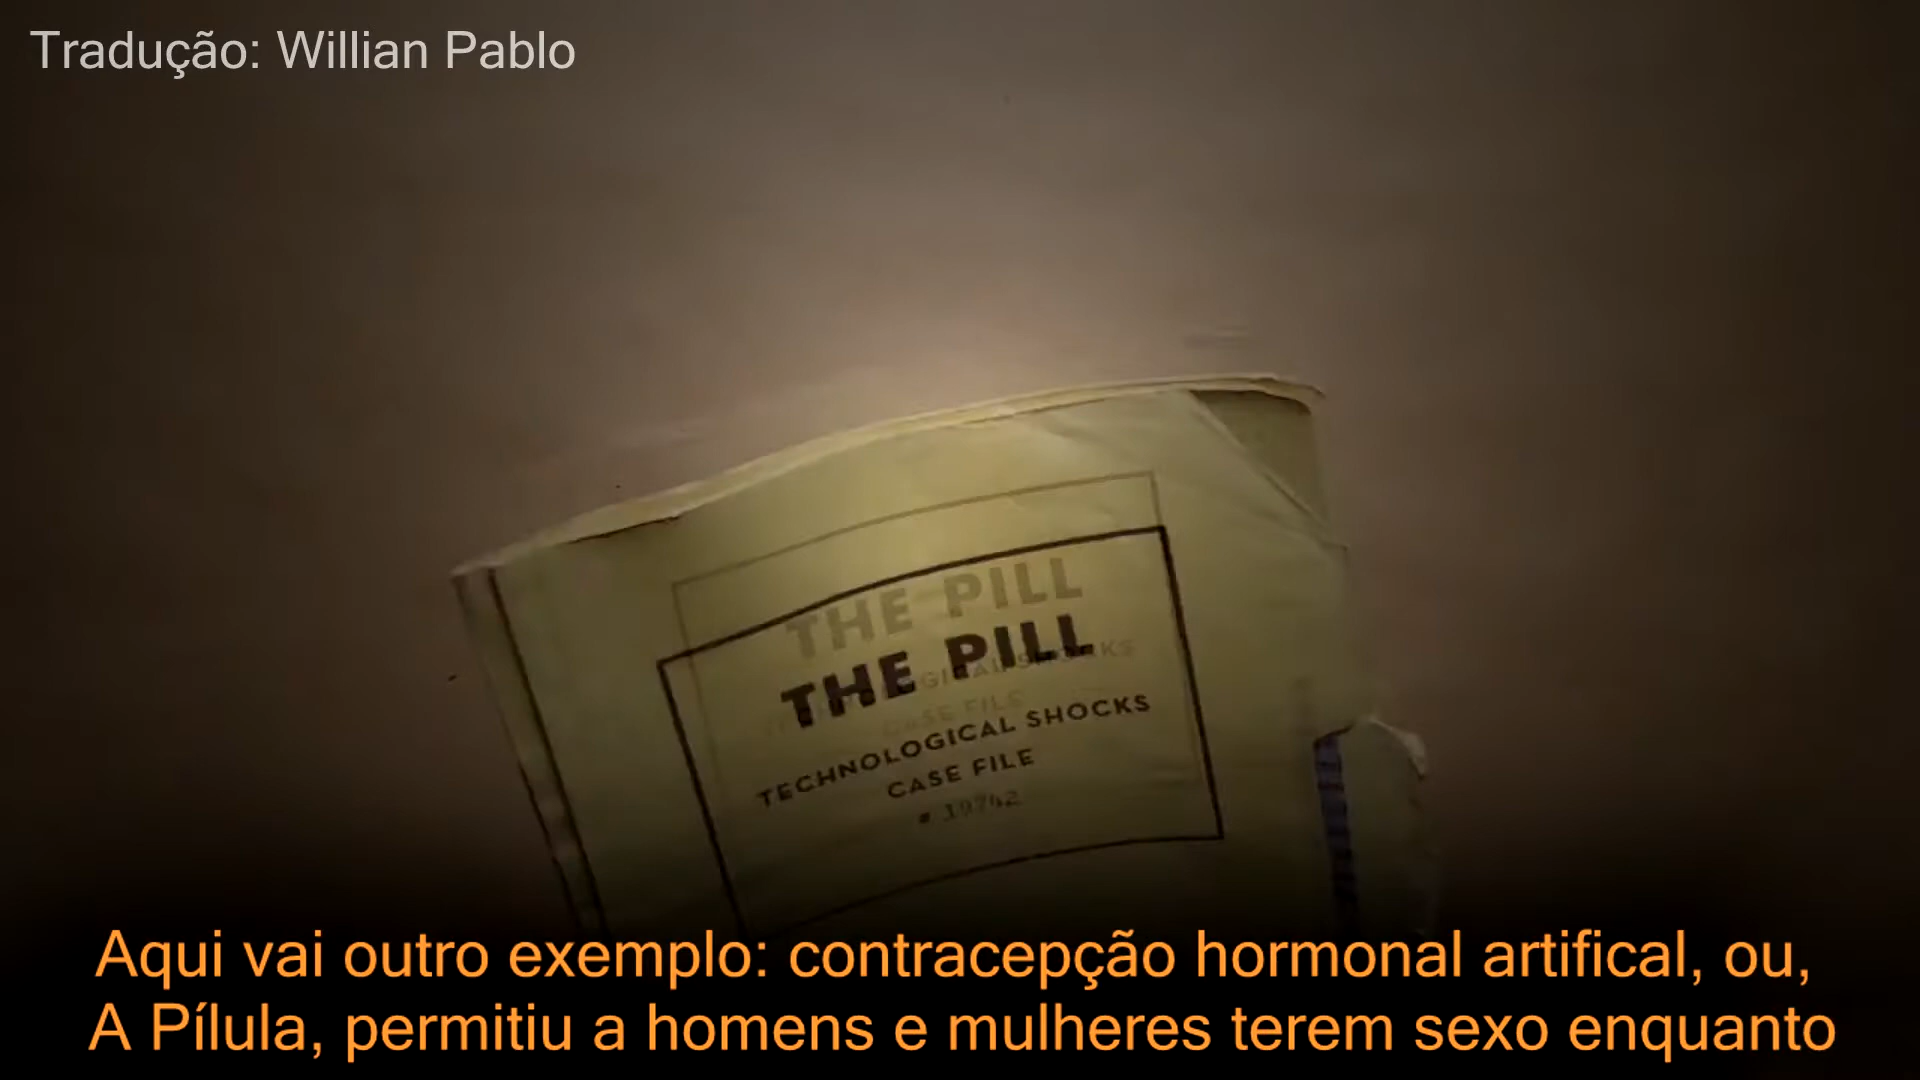 Tradução: Willian Pablo
THE PILL
THE PILL
TECHNOLOGICAL SHOCKS
CASE FILE
# 19742
Aqui vai outro exemplo: contracepção hormonal artifical, ou,
A Pílula, permitiu a homens e mulheres terem sexo enquanto